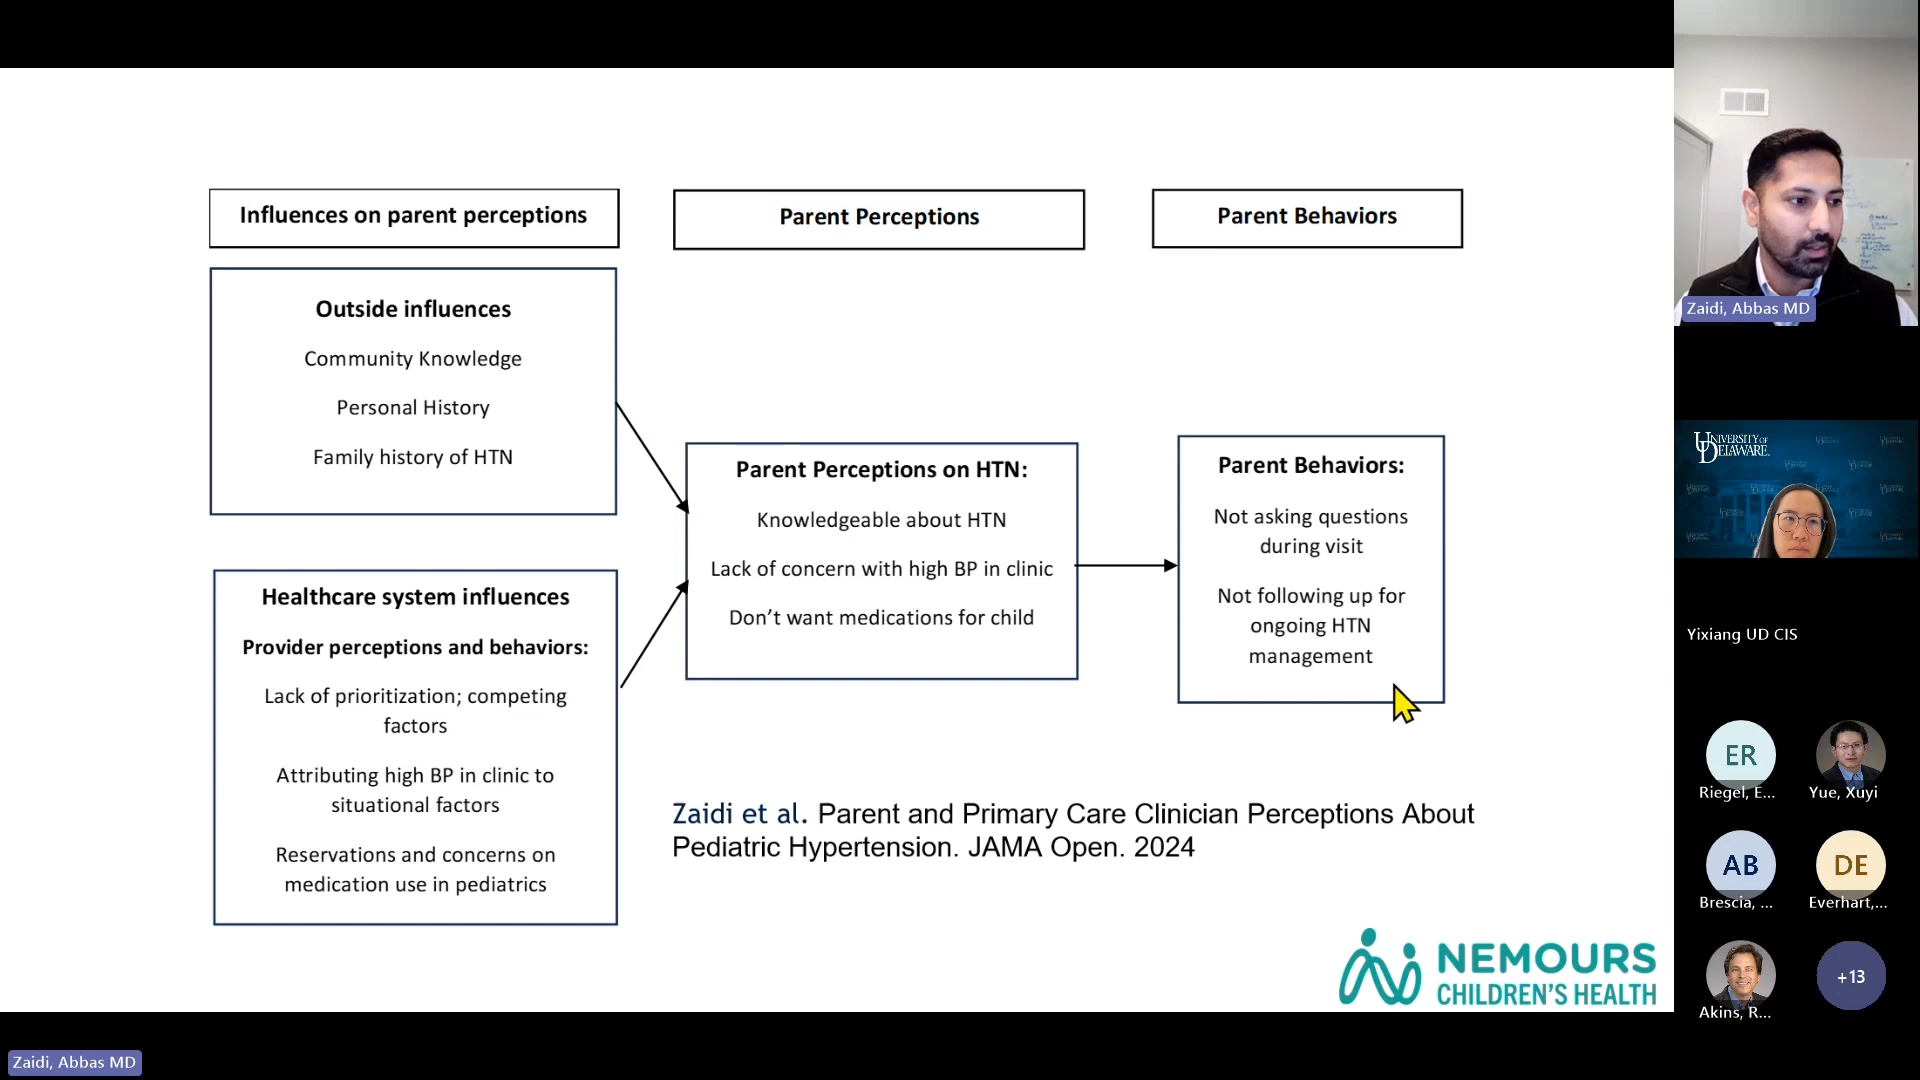 Influences on parent perceptions
Parent Perceptions
Parent Behaviors
Outside influences
Community Knowledge
Personal History
Family history of HTN
Healthcare system influences
Provider perceptions and behaviors:
Lack of prioritization; competing
factors
Attributing high BP in clinic to
situational factors
Reservations and concerns on
medication use in pediatrics
Parent Perceptions on HTN:
Knowledgeable about HTN
Lack of concern with high BP in clinic
Don’t want medications for child
Parent Behaviors:
Not asking questions
during visit
Not following up for
ongoing HTN
management
Zaidi et al. Parent and Primary Care Clinician Perceptions About
Pediatric Hypertension. JAMA Open. 2024
NEMOURS
CHILDREN'S HEALTH
Zaidi, Abbas MD
Zaidi, Abbas MD
UNIVERSITY OF
DELAWARE
Yixiang UD CIS
ER
Riegel, E...
Yue, Xuyi
AB
Brescia, ...
DE
Everhart,...
Akins, R...
+13